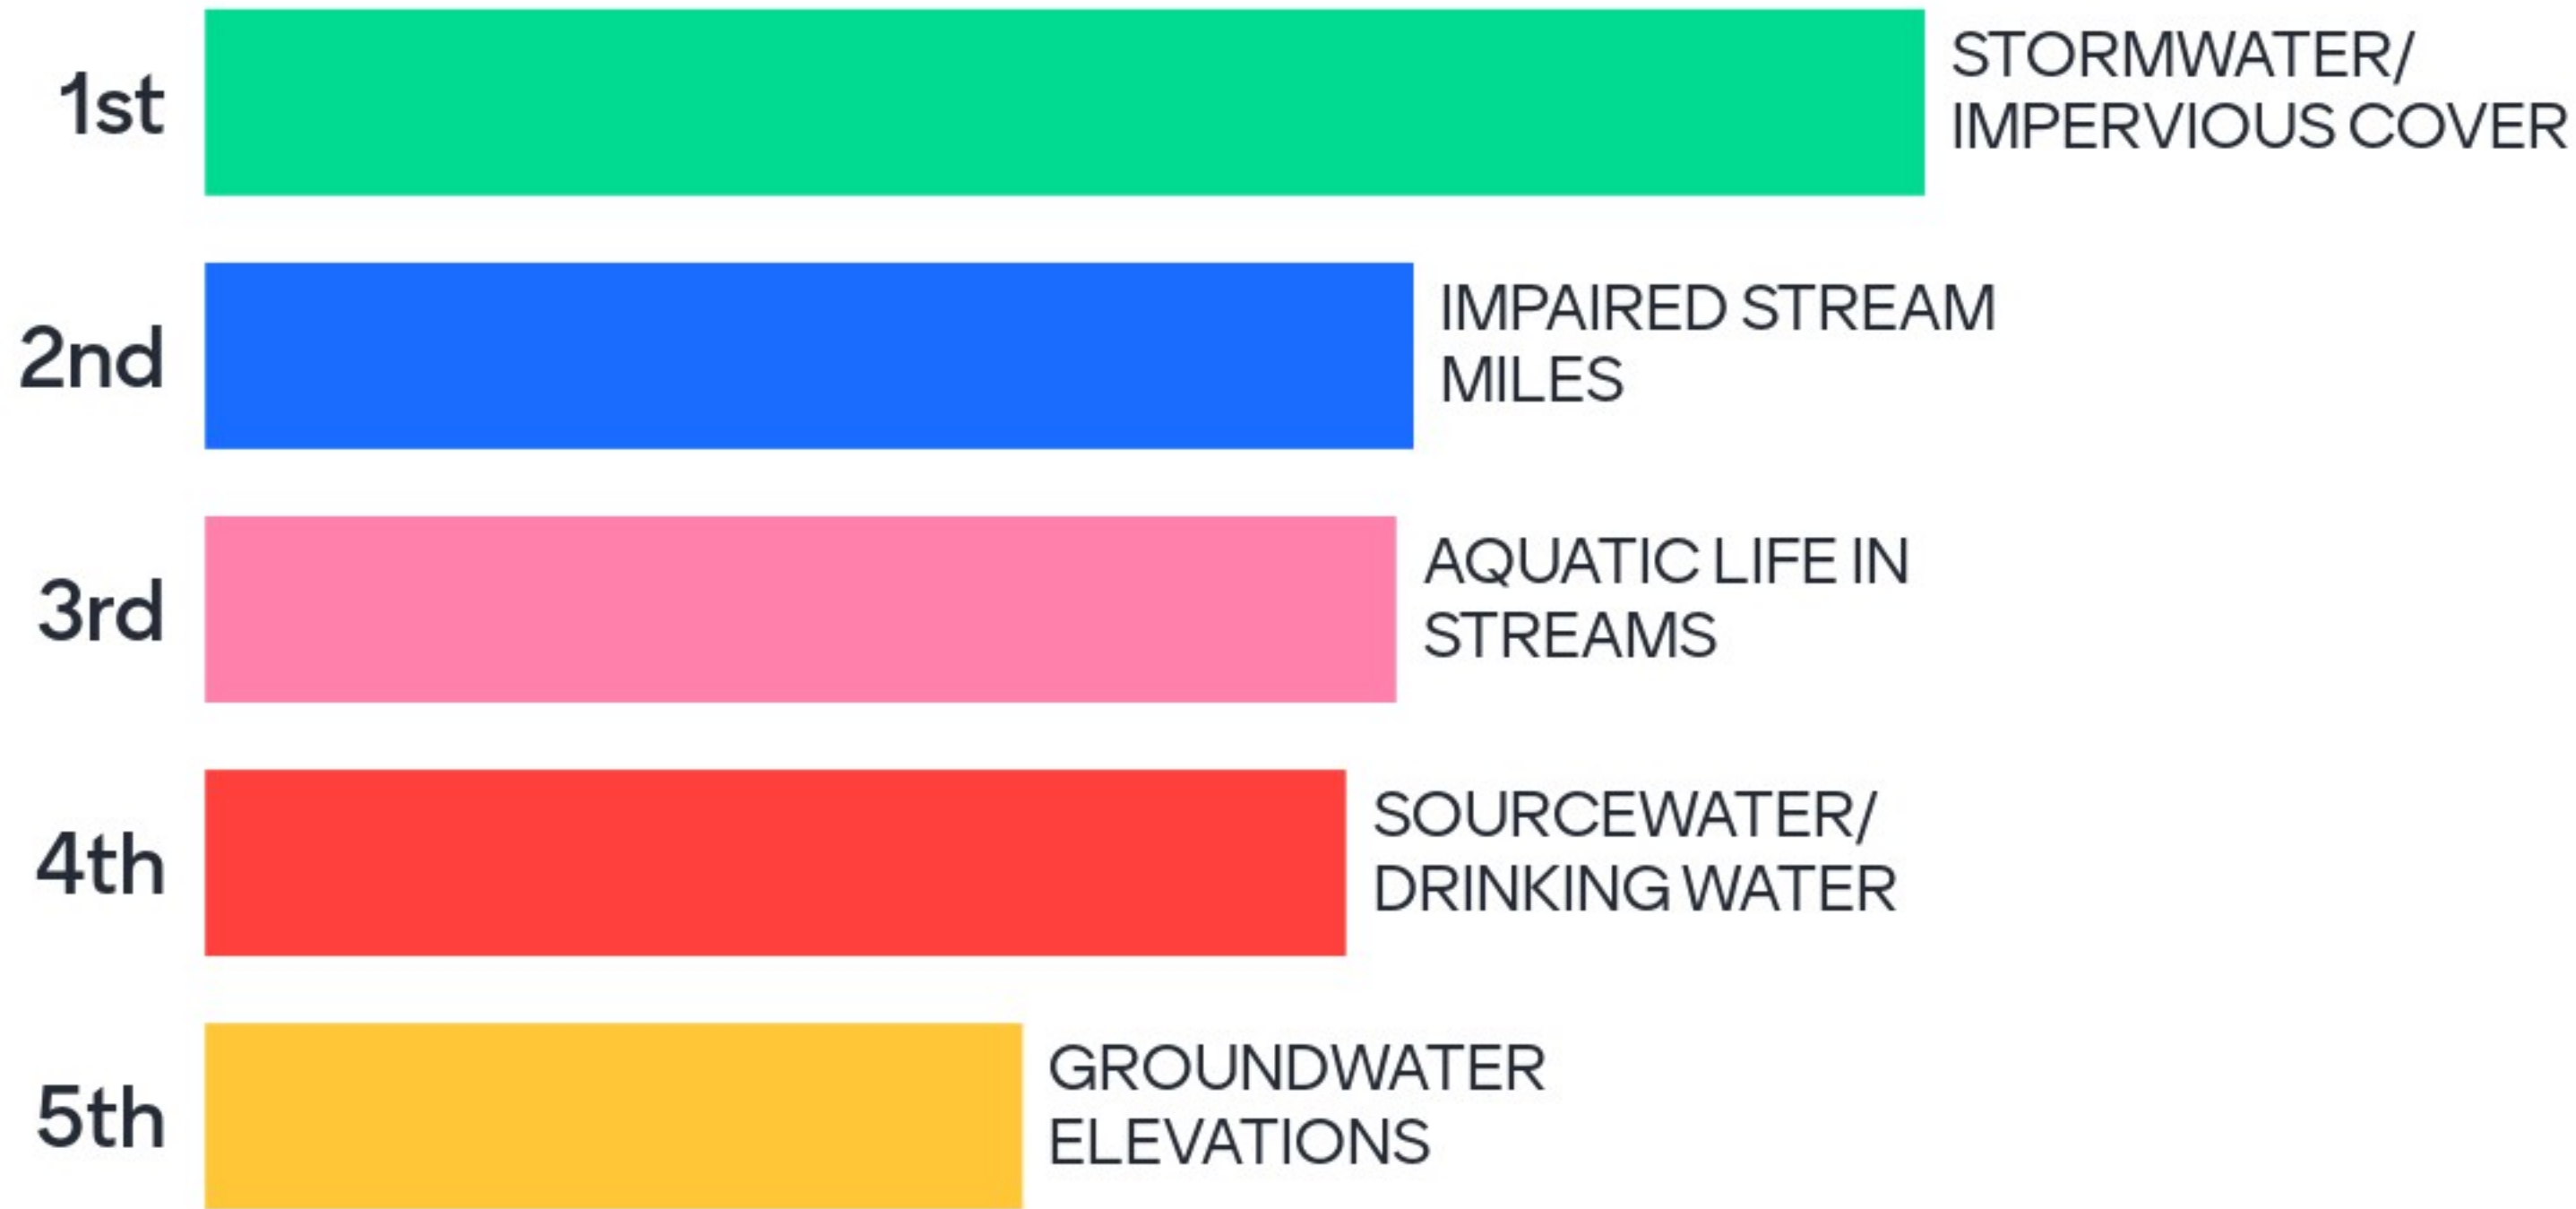 1st
STORMWATER/
IMPERVIOUS COVER
2nd
IMPAIRED STREAM
MILES
3rd
AQUATIC LIFE IN
STREAMS
4th
SOURCEWATER/
DRINKING WATER
5th
GROUNDWATER
ELEVATIONS